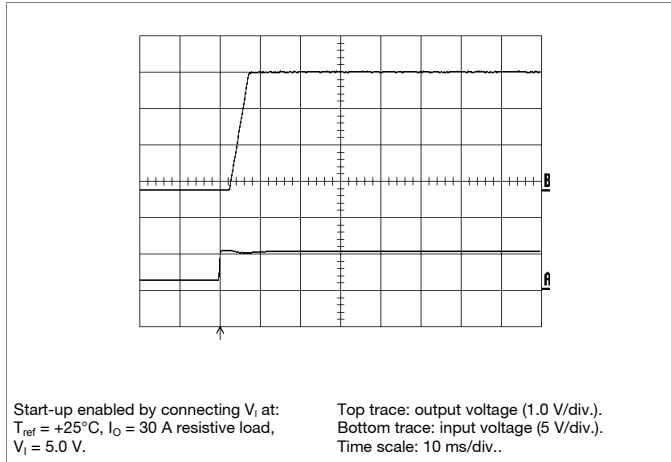 B
A
Start-up enabled by connecting VI at:
Tref = +25°C, IO = 30 A resistive load,
VI = 5.0 V.
Top trace: output voltage (1.0 V/div.).
Bottom trace: input voltage (5 V/div.).
Time scale: 10 ms/div..